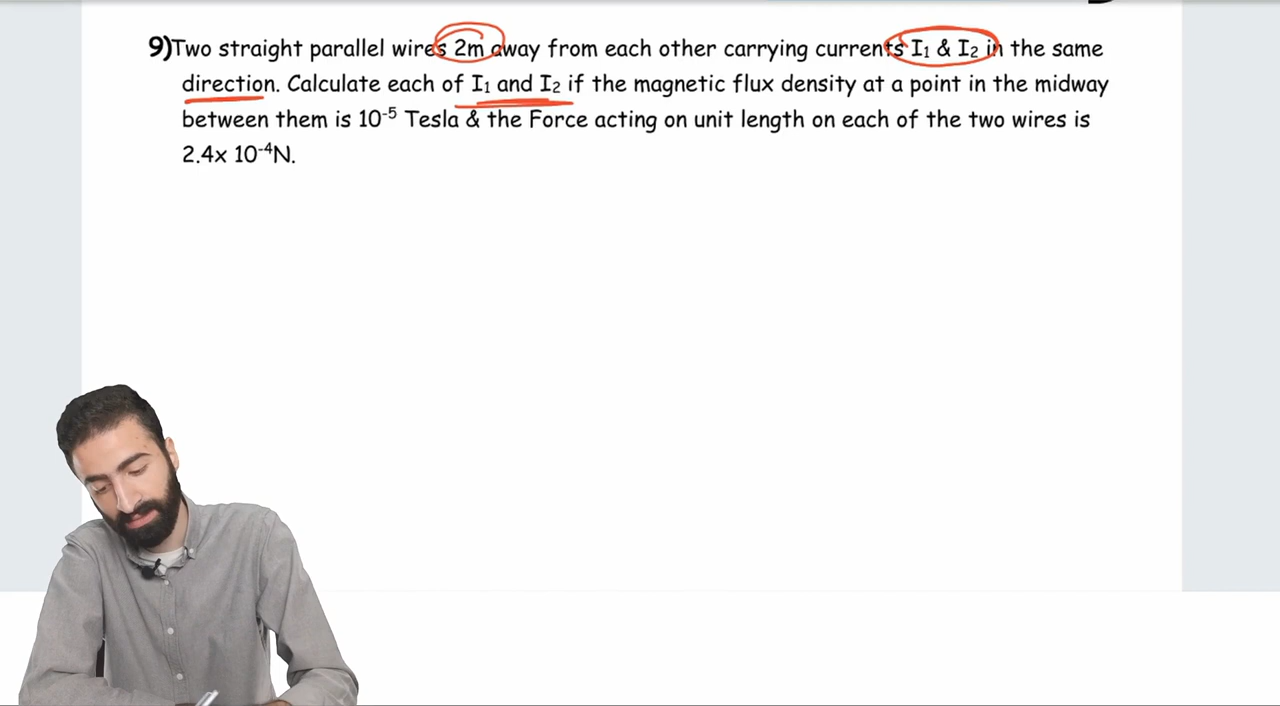 9)Two straight parallel wires 2m away from each other carrying currents I₁ & I₂ in the same
direction. Calculate each of I₁ and I₂ if the magnetic flux density at a point in the midway
between them is 10⁻⁵ Tesla & the Force acting on unit length on each of the two wires is
2.4x 10⁻⁴N.